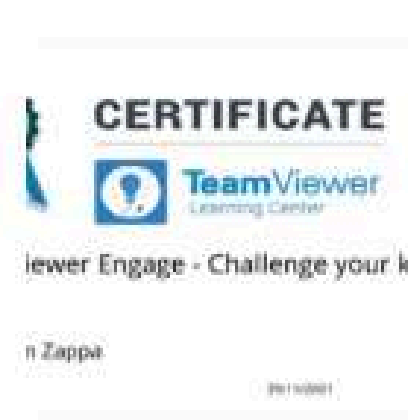 CERTIFICATE
TeamViewer
Learning Center
iewer Engage - Challenge your k
n Zappa